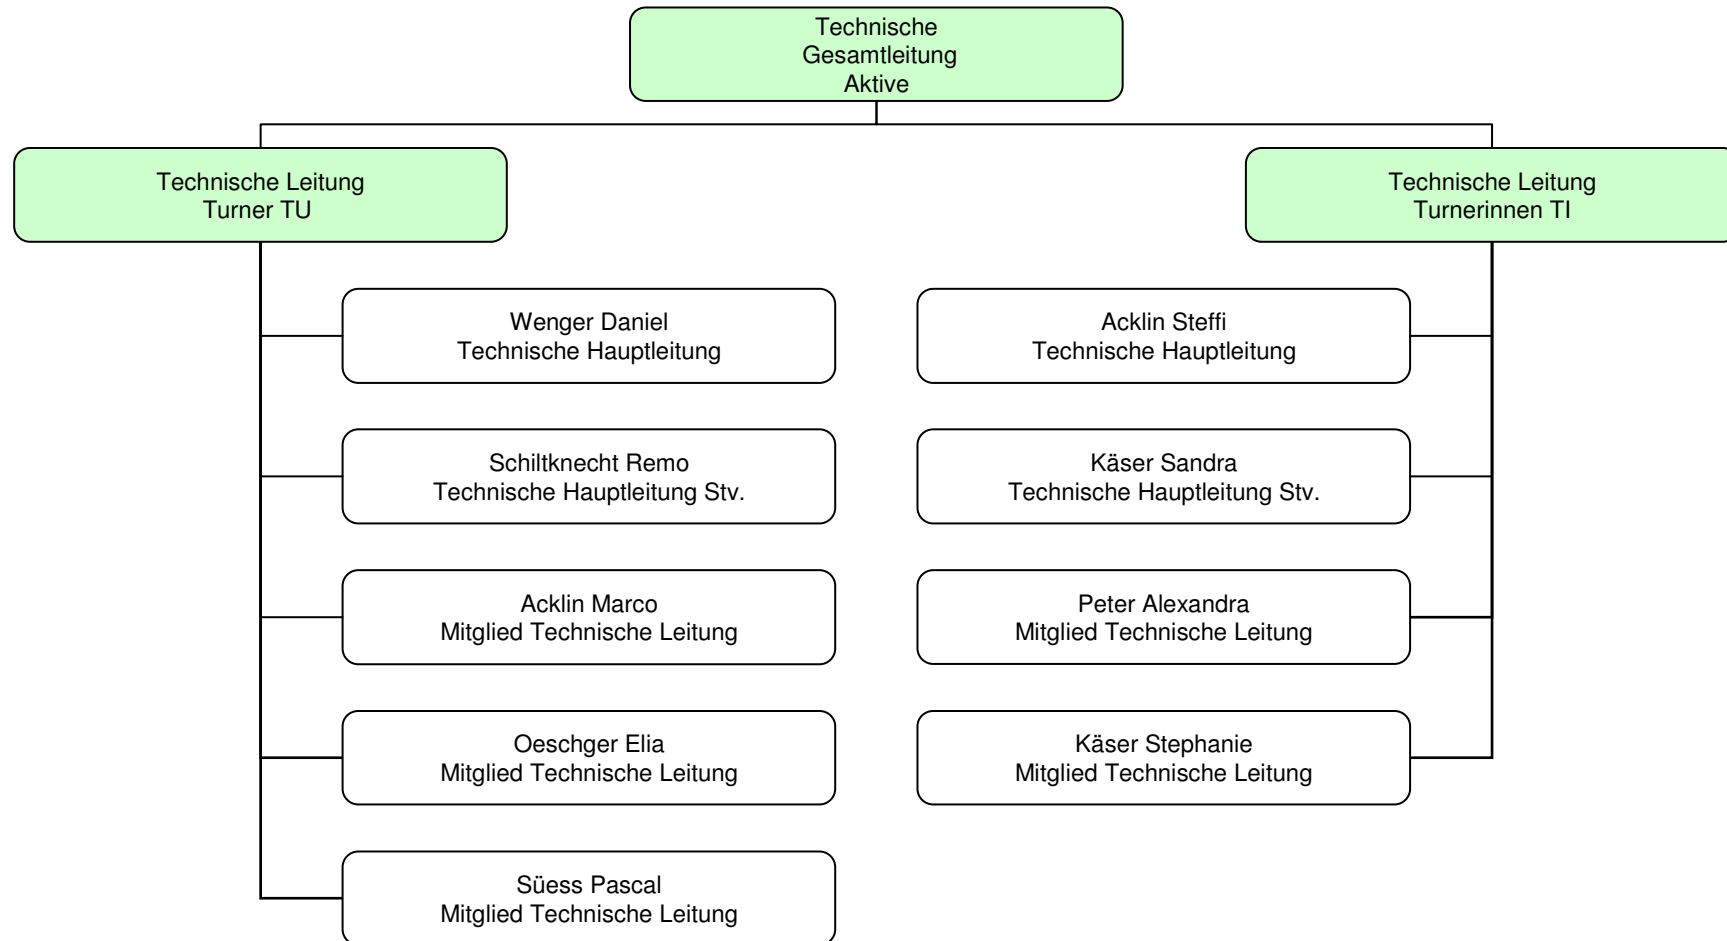 Technische
Gesamtleitung
Aktive
Technische Leitung
Turner TU
Technische Leitung
Turnerinnen TI
Wenger Daniel
Technische Hauptleitung
Acklin Steffi
Technische Hauptleitung
Schiltknecht Remo
Technische Hauptleitung Stv.
Käser Sandra
Technische Hauptleitung Stv.
Acklin Marco
Mitglied Technische Leitung
Peter Alexandra
Mitglied Technische Leitung
Oeschger Elia
Mitglied Technische Leitung
Käser Stephanie
Mitglied Technische Leitung
Süess Pascal
Mitglied Technische Leitung